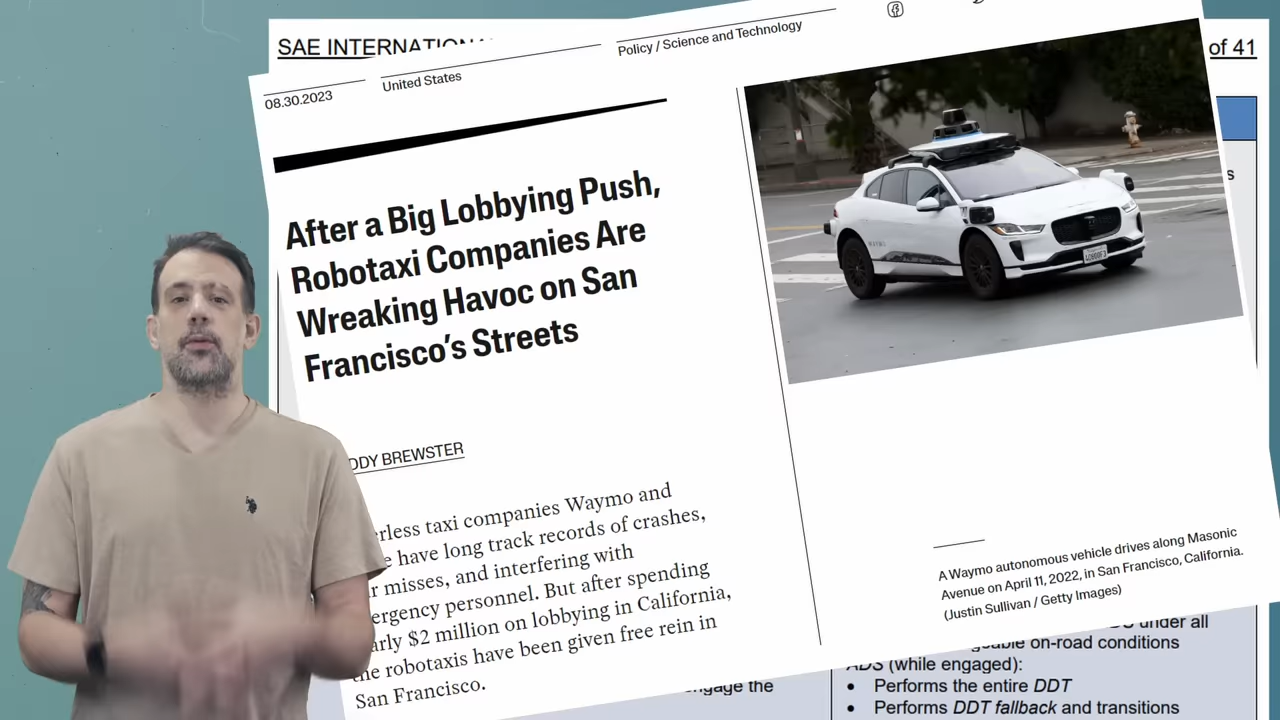 SAE INTERNATIONAL
of 41
08.30.2023
United States
Policy / Science and Technology
After a Big Lobbying Push,
Robotaxi Companies Are
Wreaking Havoc on San
Francisco's Streets
DDY BREWSTER
erless taxi companies Waymo and
e have long track records of crashes,
r misses, and interfering with
ergency personnel. But after spending
arly $2 million on lobbying in California,
the robotaxis have been given free rein in
San Francisco.
WAYMO
A Waymo autonomous vehicle drives along Masonic
Avenue on April 11, 2022, in San Francisco, California.
(Justin Sullivan / Getty Images)
under all
on-road conditions
ADS (while engaged):
• Performs the entire DDT
• Performs DDT fallback and transitions
engage the